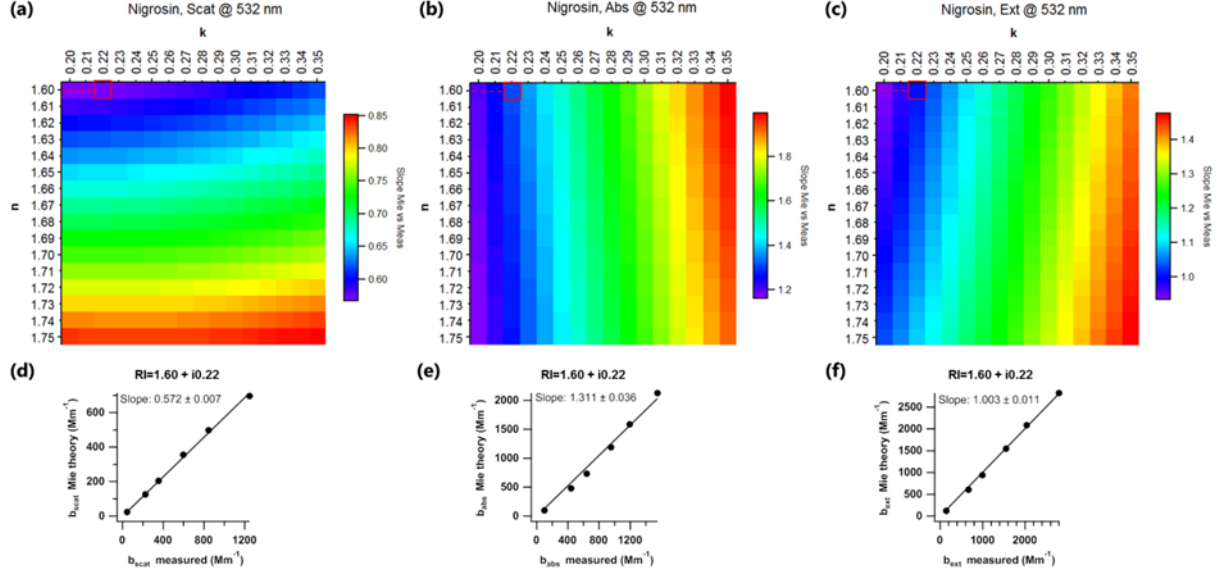 (a)
Nigrosin, Scat @ 532 nm
k
0.20 0.21 0.22 0.23 0.24 0.25 0.26 0.27 0.28 0.29 0.30 0.31 0.32 0.33 0.34 0.35
n
1.60
1.61
1.62
1.63
1.64
1.65
1.66
1.67
1.68
1.69
1.70
1.71
1.72
1.73
1.74
1.75
0.85
0.80
0.75
0.70
0.65
0.60
Slope Mie vs Meas
(b)
Nigrosin, Abs @ 532 nm
k
0.20 0.21 0.22 0.23 0.24 0.25 0.26 0.27 0.28 0.29 0.30 0.31 0.32 0.33 0.34 0.35
n
1.60
1.61
1.62
1.63
1.64
1.65
1.66
1.67
1.68
1.69
1.70
1.71
1.72
1.73
1.74
1.75
1.8
1.6
1.4
1.2
Slope Mie vs Meas
(c)
Nigrosin, Ext @ 532 nm
k
0.20 0.21 0.22 0.23 0.24 0.25 0.26 0.27 0.28 0.29 0.30 0.31 0.32 0.33 0.34 0.35
n
1.60
1.61
1.62
1.63
1.64
1.65
1.66
1.67
1.68
1.69
1.70
1.71
1.72
1.73
1.74
1.75
1.4
1.3
1.2
1.1
1.0
Slope Mie vs Meas
(d)
RI=1.60 + i0.22
Slope: 0.572 ± 0.007
b_scat Mie theory (Mm⁻¹)
600
400
200
0
0 400 800 1200
b_scat measured (Mm⁻¹)
(e)
RI=1.60 + i0.22
Slope: 1.311 ± 0.036
b_abs Mie theory (Mm⁻¹)
2000
1500
1000
500
0
0 400 800 1200
b_abs measured (Mm⁻¹)
(f)
RI=1.60 + i0.22
Slope: 1.003 ± 0.011
b_ext Mie theory (Mm⁻¹)
2500
2000
1500
1000
500
0
0 1000 2000
b_ext measured (Mm⁻¹)